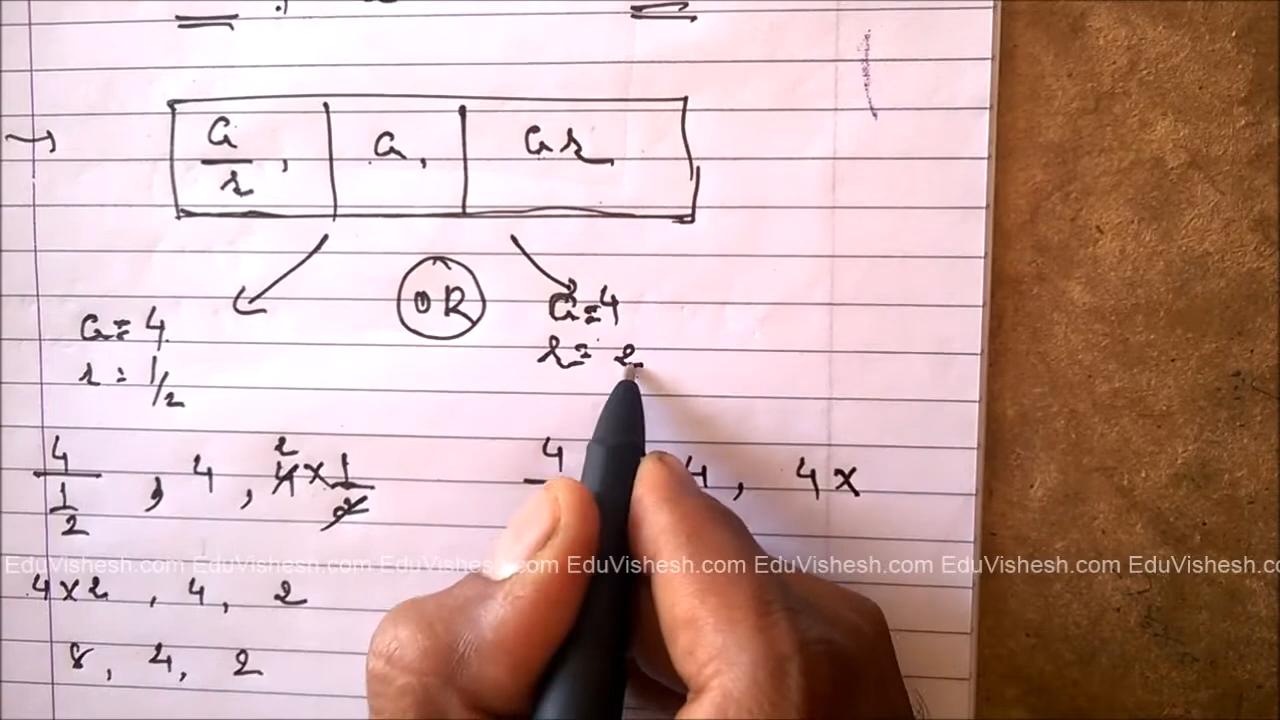 a/r, a, ar
OR
a = 4
r = 1/2
a = 4
r = 2
4/(1/2), 4, 4 × 1/2
2
4 , 4, 4 ×
EduVishesh.com EduVishesh.com EduVishesh.com EduVishesh.com EduVishesh.com EduVishesh.com EduVishesh.com
4 × 2, 4, 2
8, 4, 2